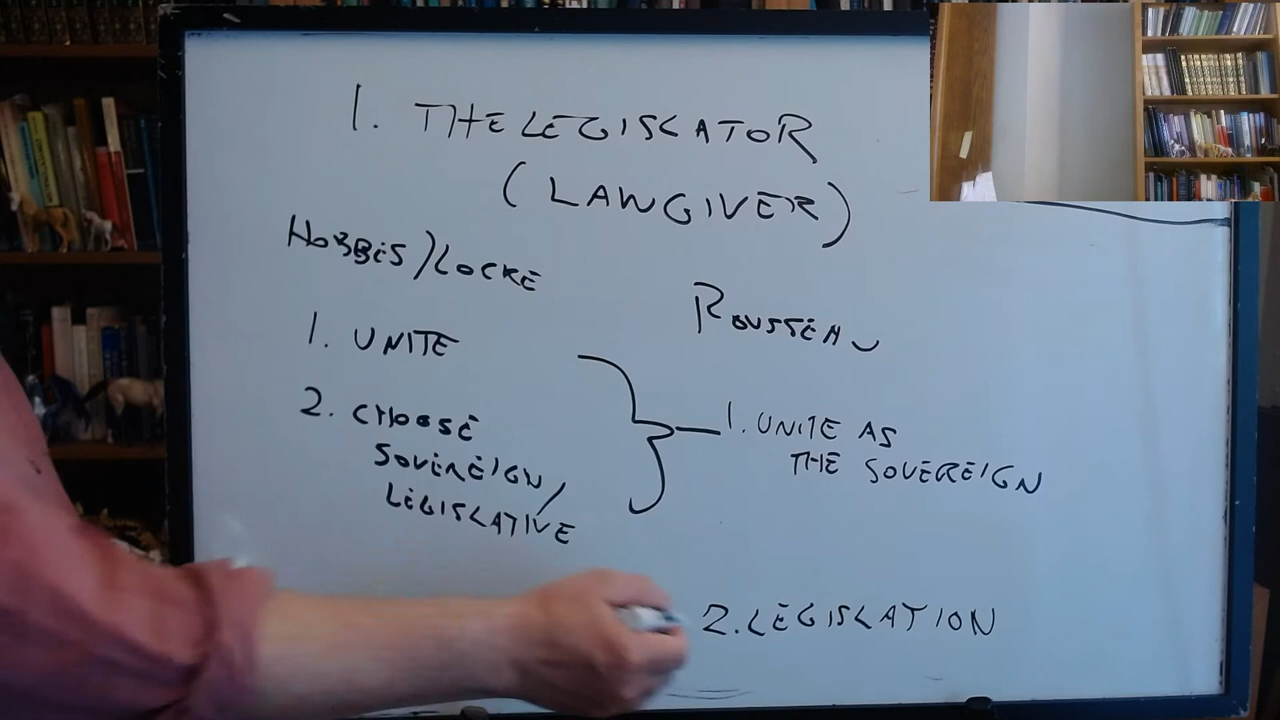 1. THE LEGISLATOR
(LAWGIVER)
HOBBES/LOCKE
1. UNITE
2. CHOOSE
SOVEREIGN/
LEGISLATIVE
ROUSSEAU
1. UNITE AS
THE SOVEREIGN
2. LEGISLATION